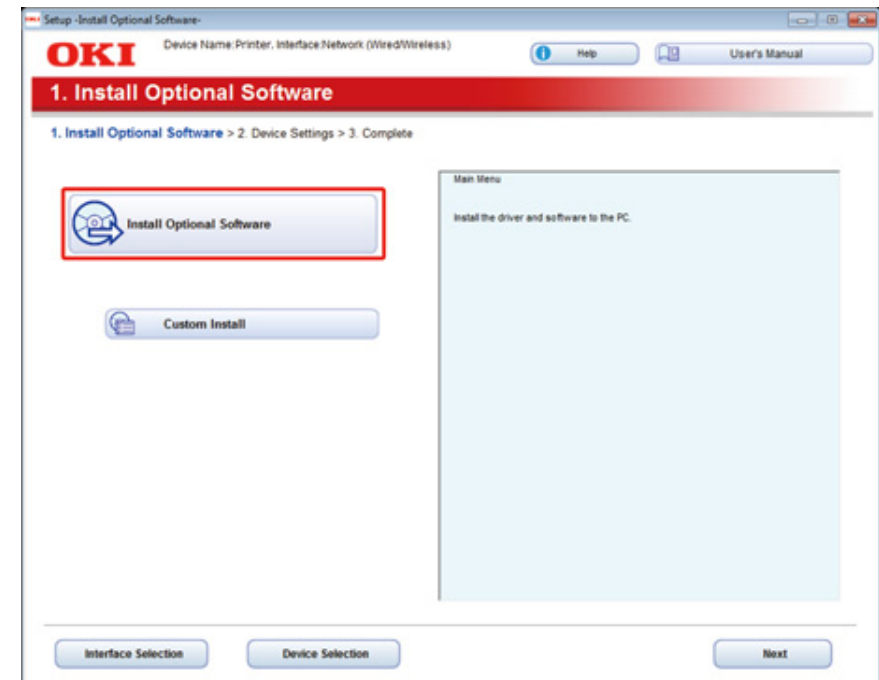 Setup -Install Optional Software-
OKI
Device Name:Printer, Interface:Network (Wired/Wireless)
Help
User's Manual
1. Install Optional Software
1. Install Optional Software > 2. Device Settings > 3. Complete
Install Optional Software
Custom Install
Main Menu
Install the driver and software to the PC.
Interface Selection
Device Selection
Next